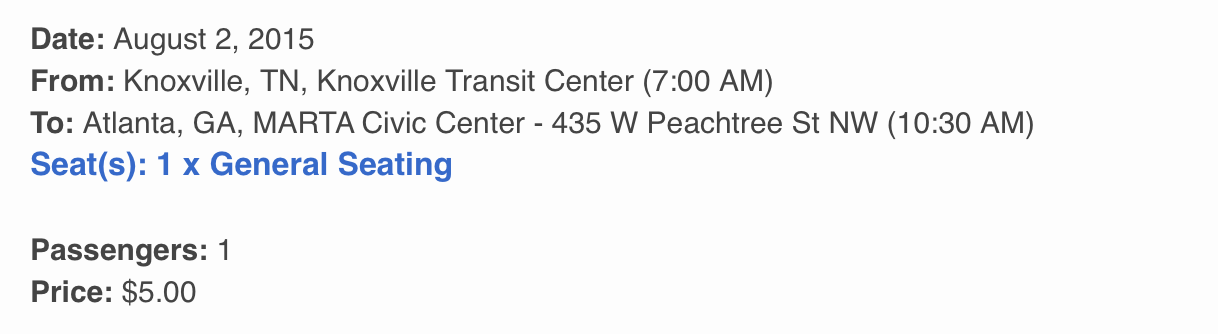 Date: August 2, 2015
From: Knoxville, TN, Knoxville Transit Center (7:00 AM)
To: Atlanta, GA, MARTA Civic Center - 435 W Peachtree St NW (10:30 AM)
Seat(s): 1 x General Seating
Passengers: 1
Price: $5.00